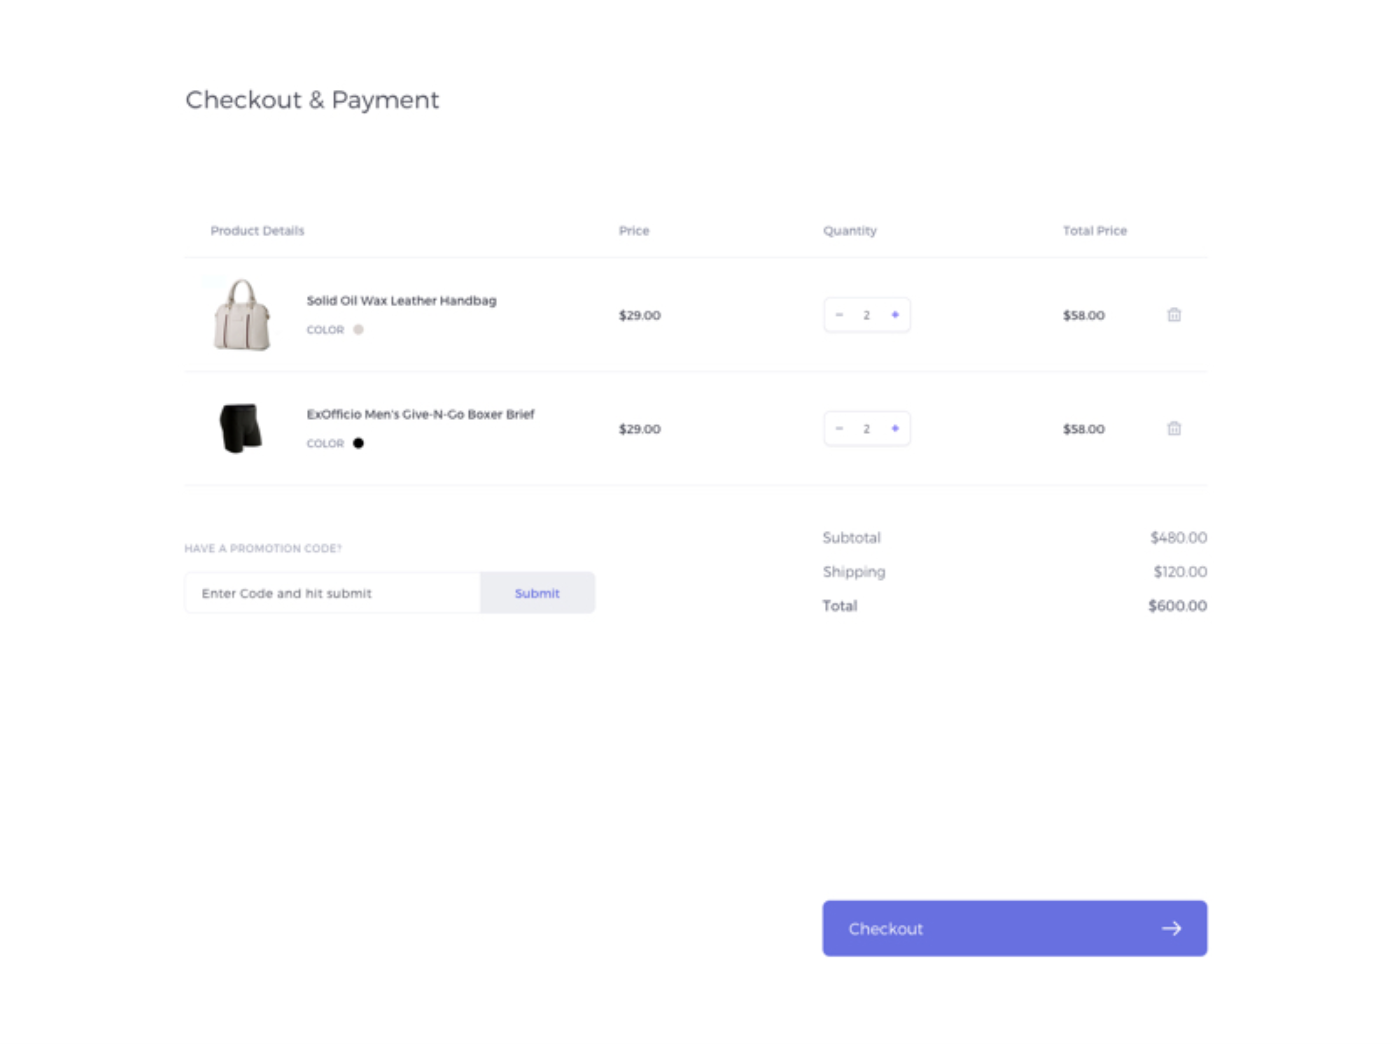 Checkout & Payment
Product Details Price Quantity Total Price
Solid Oil Wax Leather Handbag
COLOR
$29.00 − 2 + $58.00
ExOfficio Men's Give-N-Go Boxer Brief
COLOR
$29.00 − 2 + $58.00
HAVE A PROMOTION CODE?
Enter Code and hit submit Submit
Subtotal $480.00
Shipping $120.00
Total $600.00
Checkout →